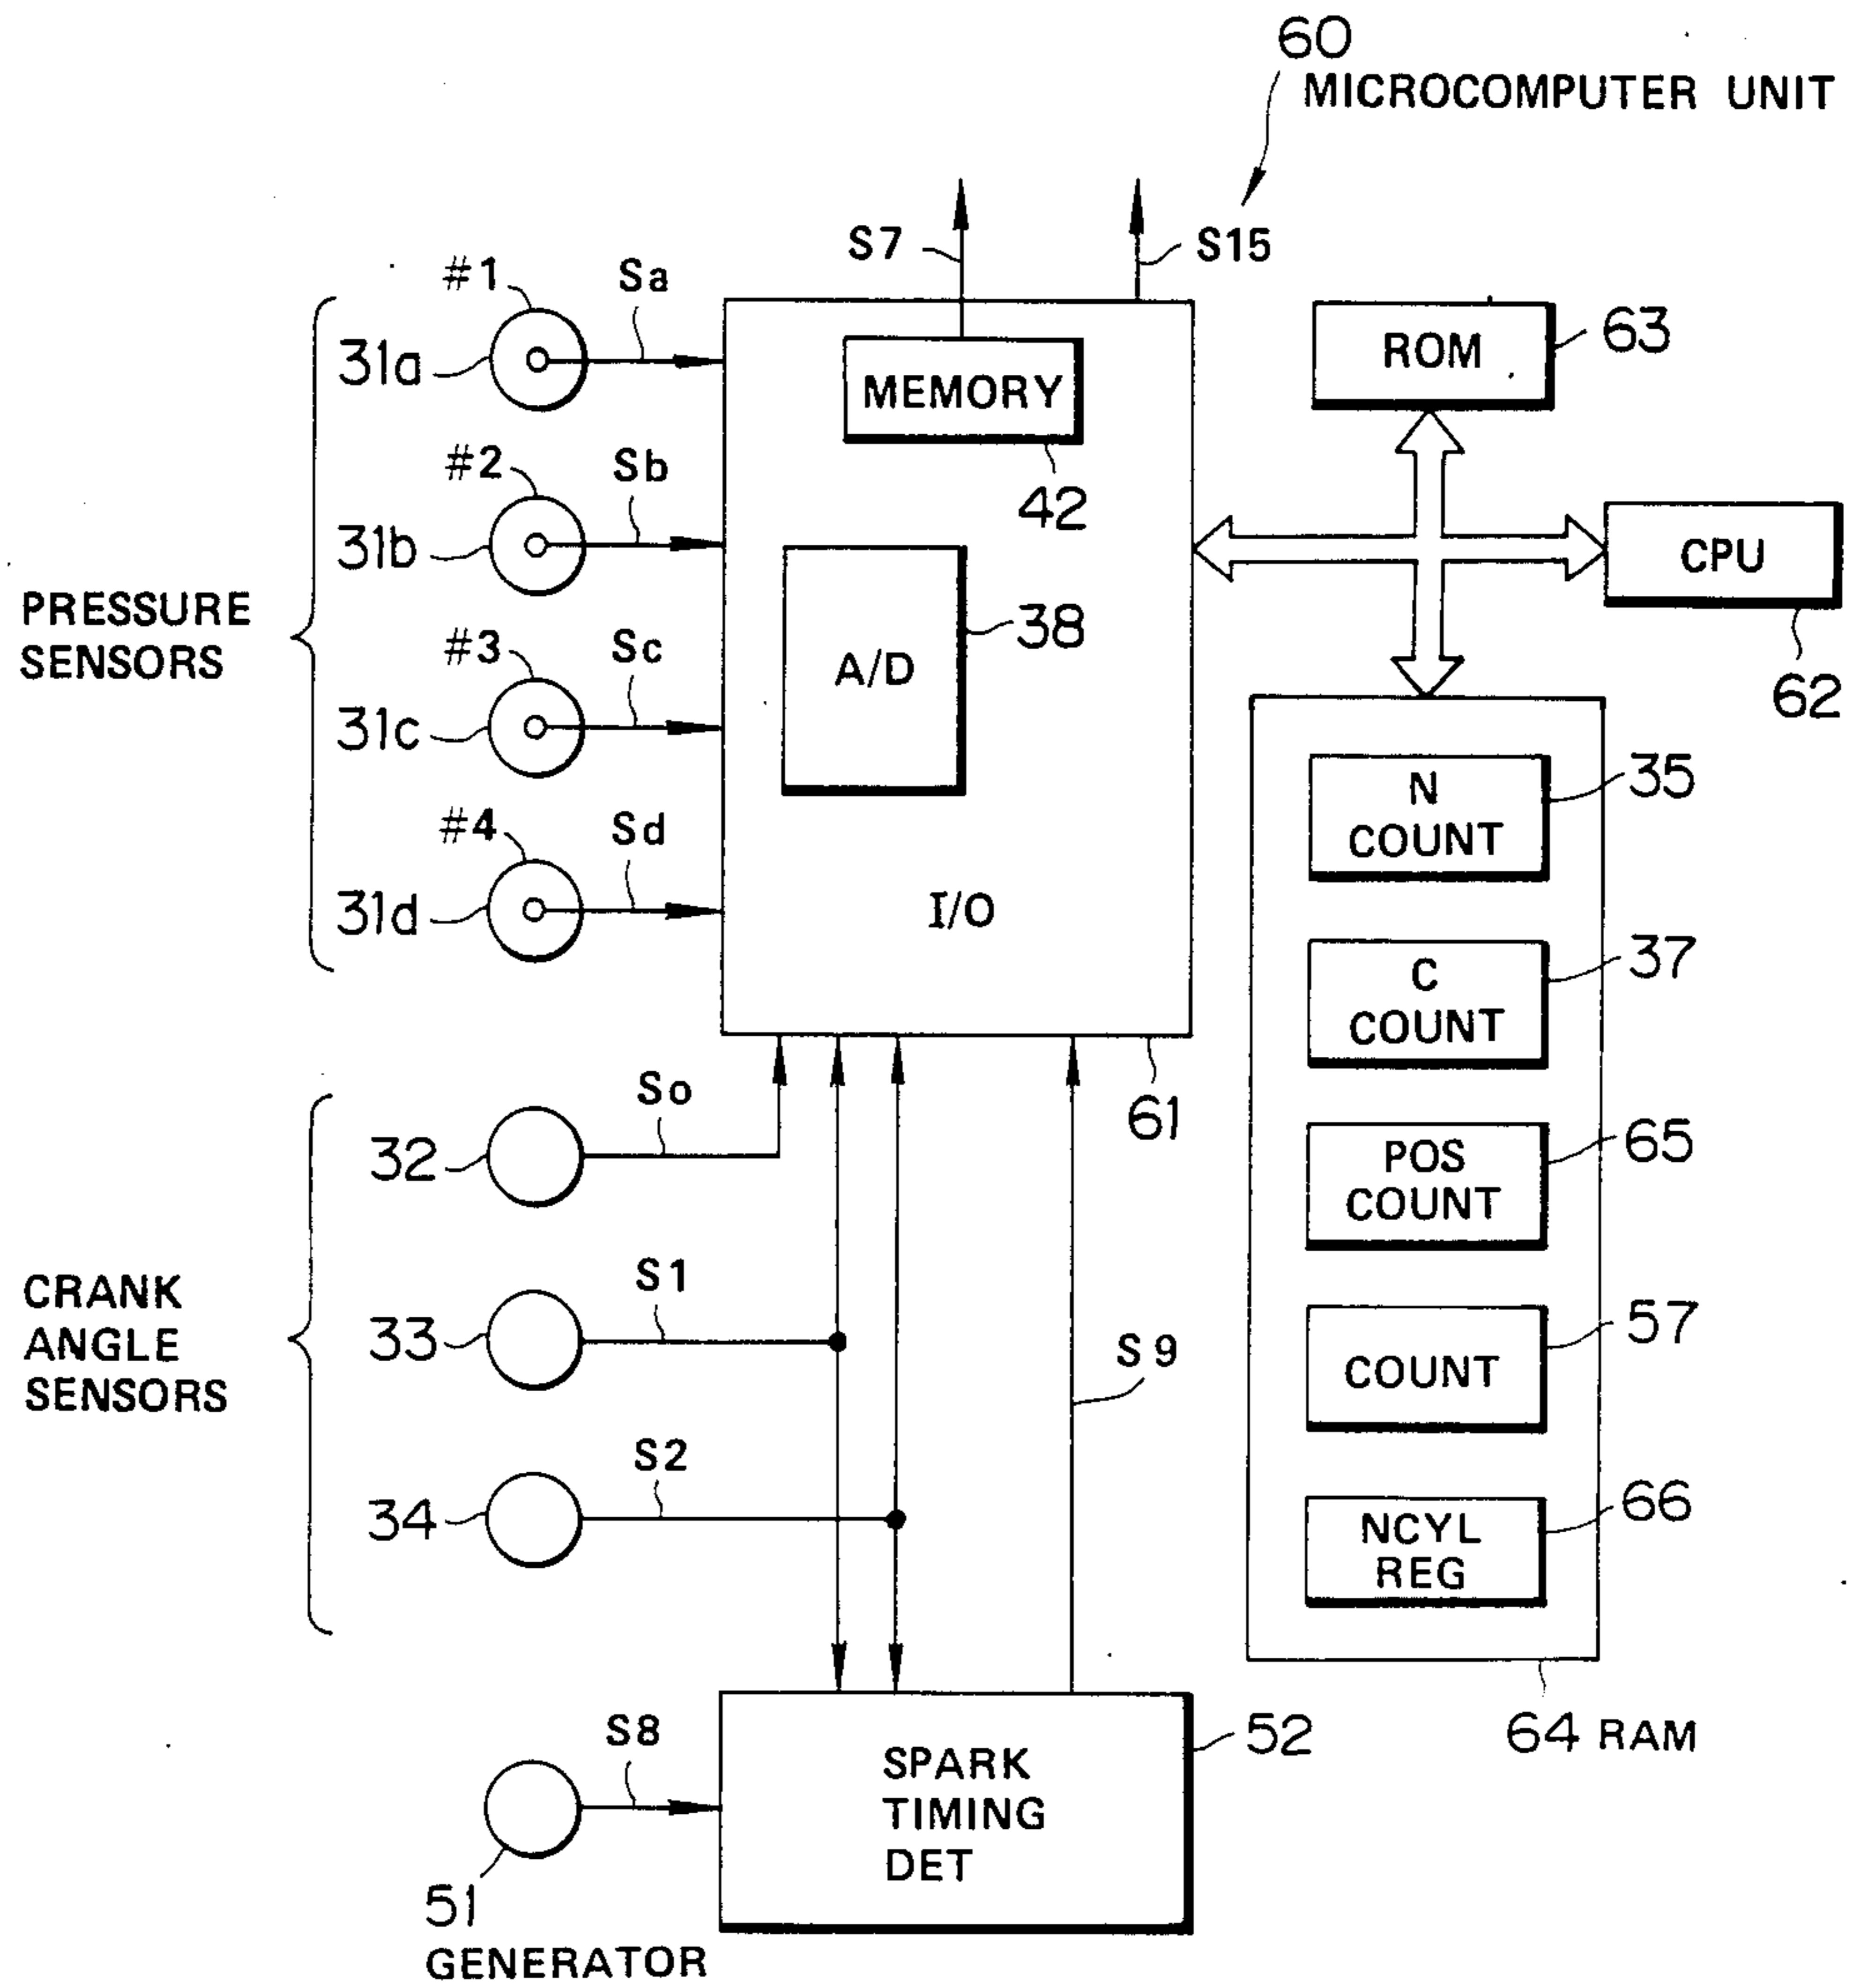 60
MICROCOMPUTER UNIT
S7
S15
#1
Sa
31a
MEMORY
42
ROM
63
#2
Sb
31b
CPU
62
PRESSURE
SENSORS
A/D
38
#3
Sc
31c
#4
Sd
31d
I/O
61
N
COUNT
35
C
COUNT
37
POS
COUNT
65
COUNT
57
NCYL
REG
66
64 RAM
So
32
CRANK
ANGLE
SENSORS
S1
33
S2
34
S9
S8
SPARK
TIMING
DET
52
51
GENERATOR